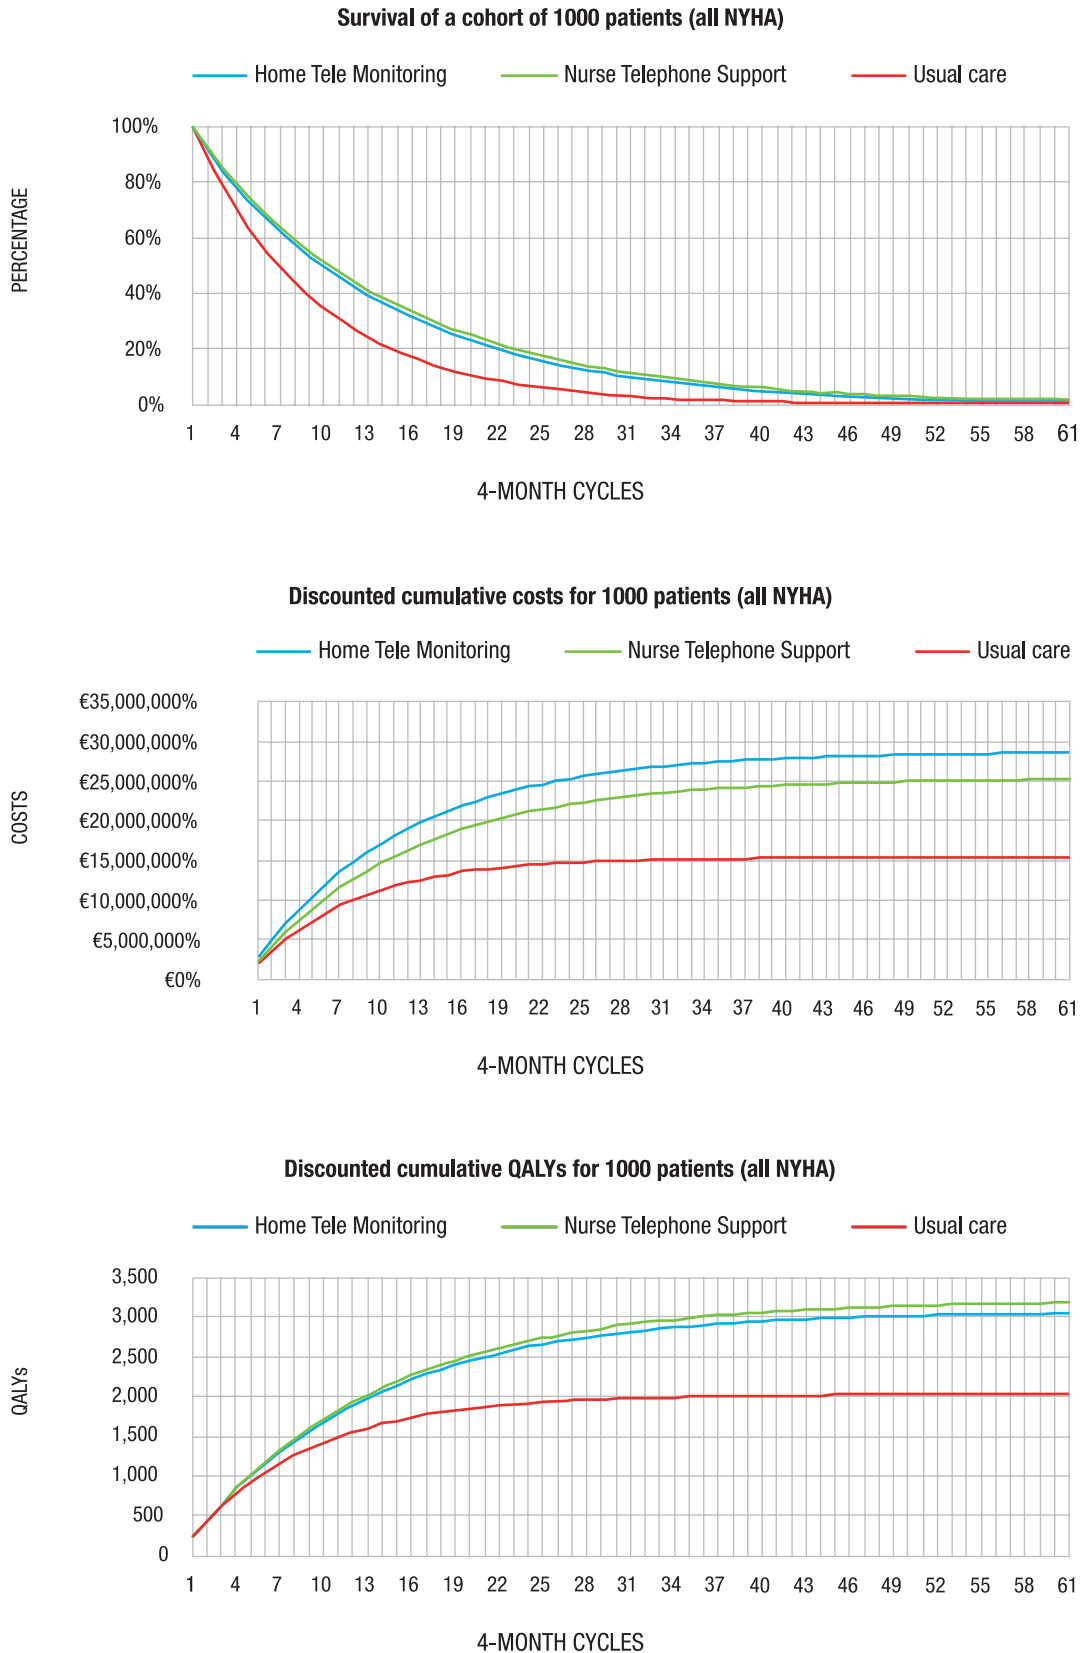 Survival of a cohort of 1000 patients (all NYHA)
Home Tele Monitoring Nurse Telephone Support Usual care
100%
80%
60%
40%
20%
0%
PERCENTAGE
1 4 7 10 13 16 19 22 25 28 31 34 37 40 43 46 49 52 55 58 61
4-MONTH CYCLES
Discounted cumulative costs for 1000 patients (all NYHA)
Home Tele Monitoring Nurse Telephone Support Usual care
€35,000,000%
€30,000,000%
€25,000,000%
€20,000,000%
€15,000,000%
€10,000,000%
€5,000,000%
€0%
COSTS
1 4 7 10 13 16 19 22 25 28 31 34 37 40 43 49 49 52 55 58 61
4-MONTH CYCLES
Discounted cumulative QALYs for 1000 patients (all NYHA)
Home Tele Monitoring Nurse Telephone Support Usual care
3,500
3,000
2,500
2,000
1,500
1,000
500
0
QALYs
1 4 7 10 13 16 19 22 25 28 31 34 37 40 43 46 49 52 55 58 61
4-MONTH CYCLES